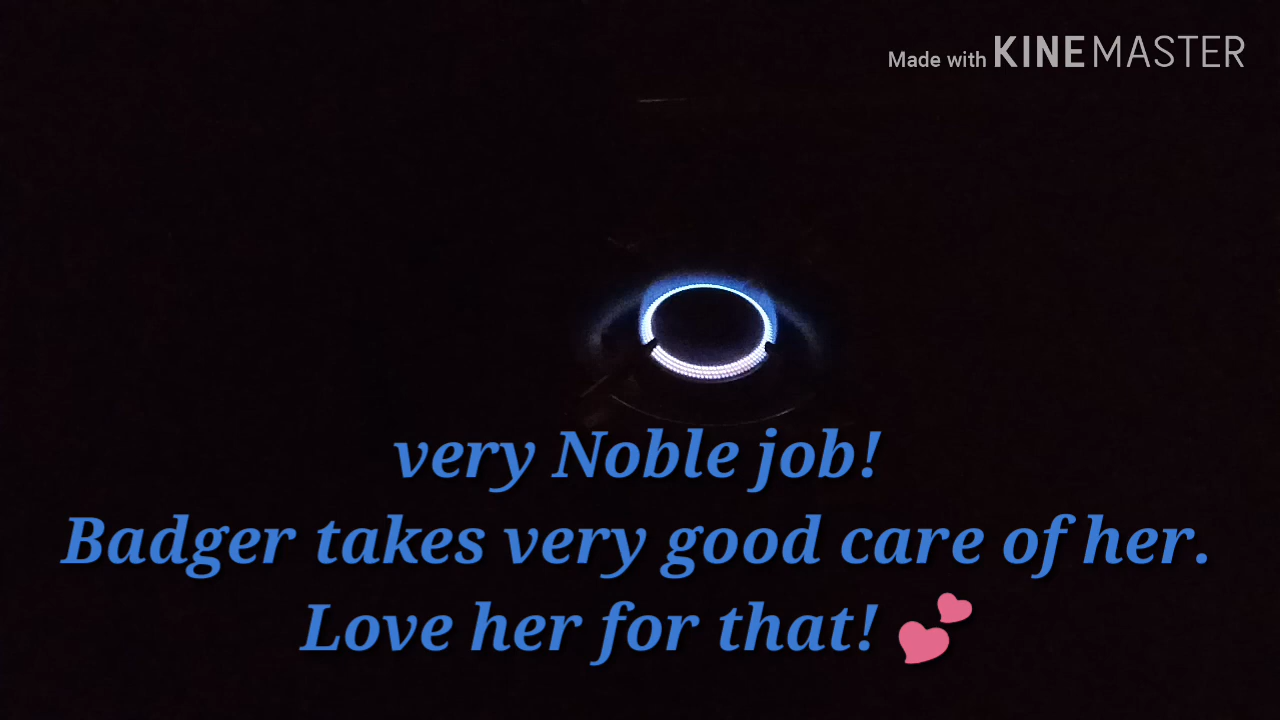 Made with KINEMASTER
very Noble job!
Badger takes very good care of her.
Love her for that! 💕